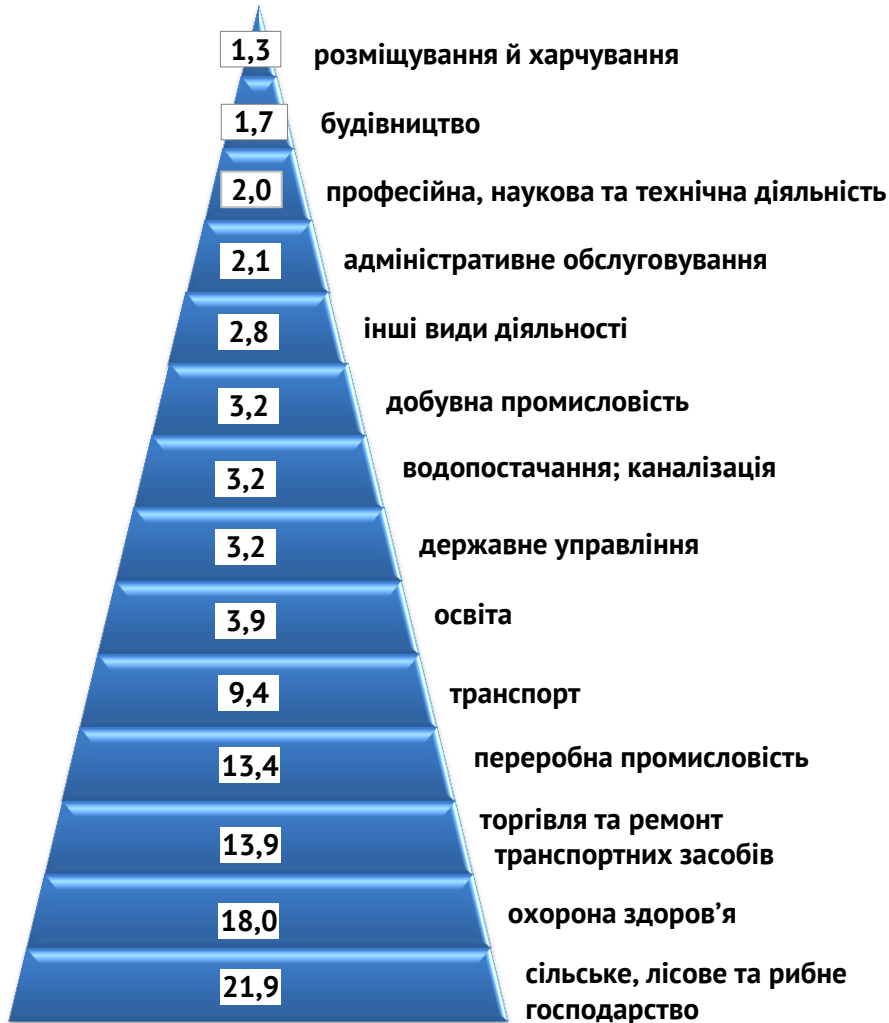 1,3 розміщування й харчування
1,7 будівництво
2,0 професійна, наукова та технічна діяльність
2,1 адміністративне обслуговування
2,8 інші види діяльності
3,2 добувна промисловість
3,2 водопостачання; каналізація
3,2 державне управління
3,9 освіта
9,4 транспорт
13,4 переробна промисловість
13,9 торгівля та ремонт
транспортних засобів
18,0 охорона здоров’я
21,9 сільське, лісове та рибне
господарство